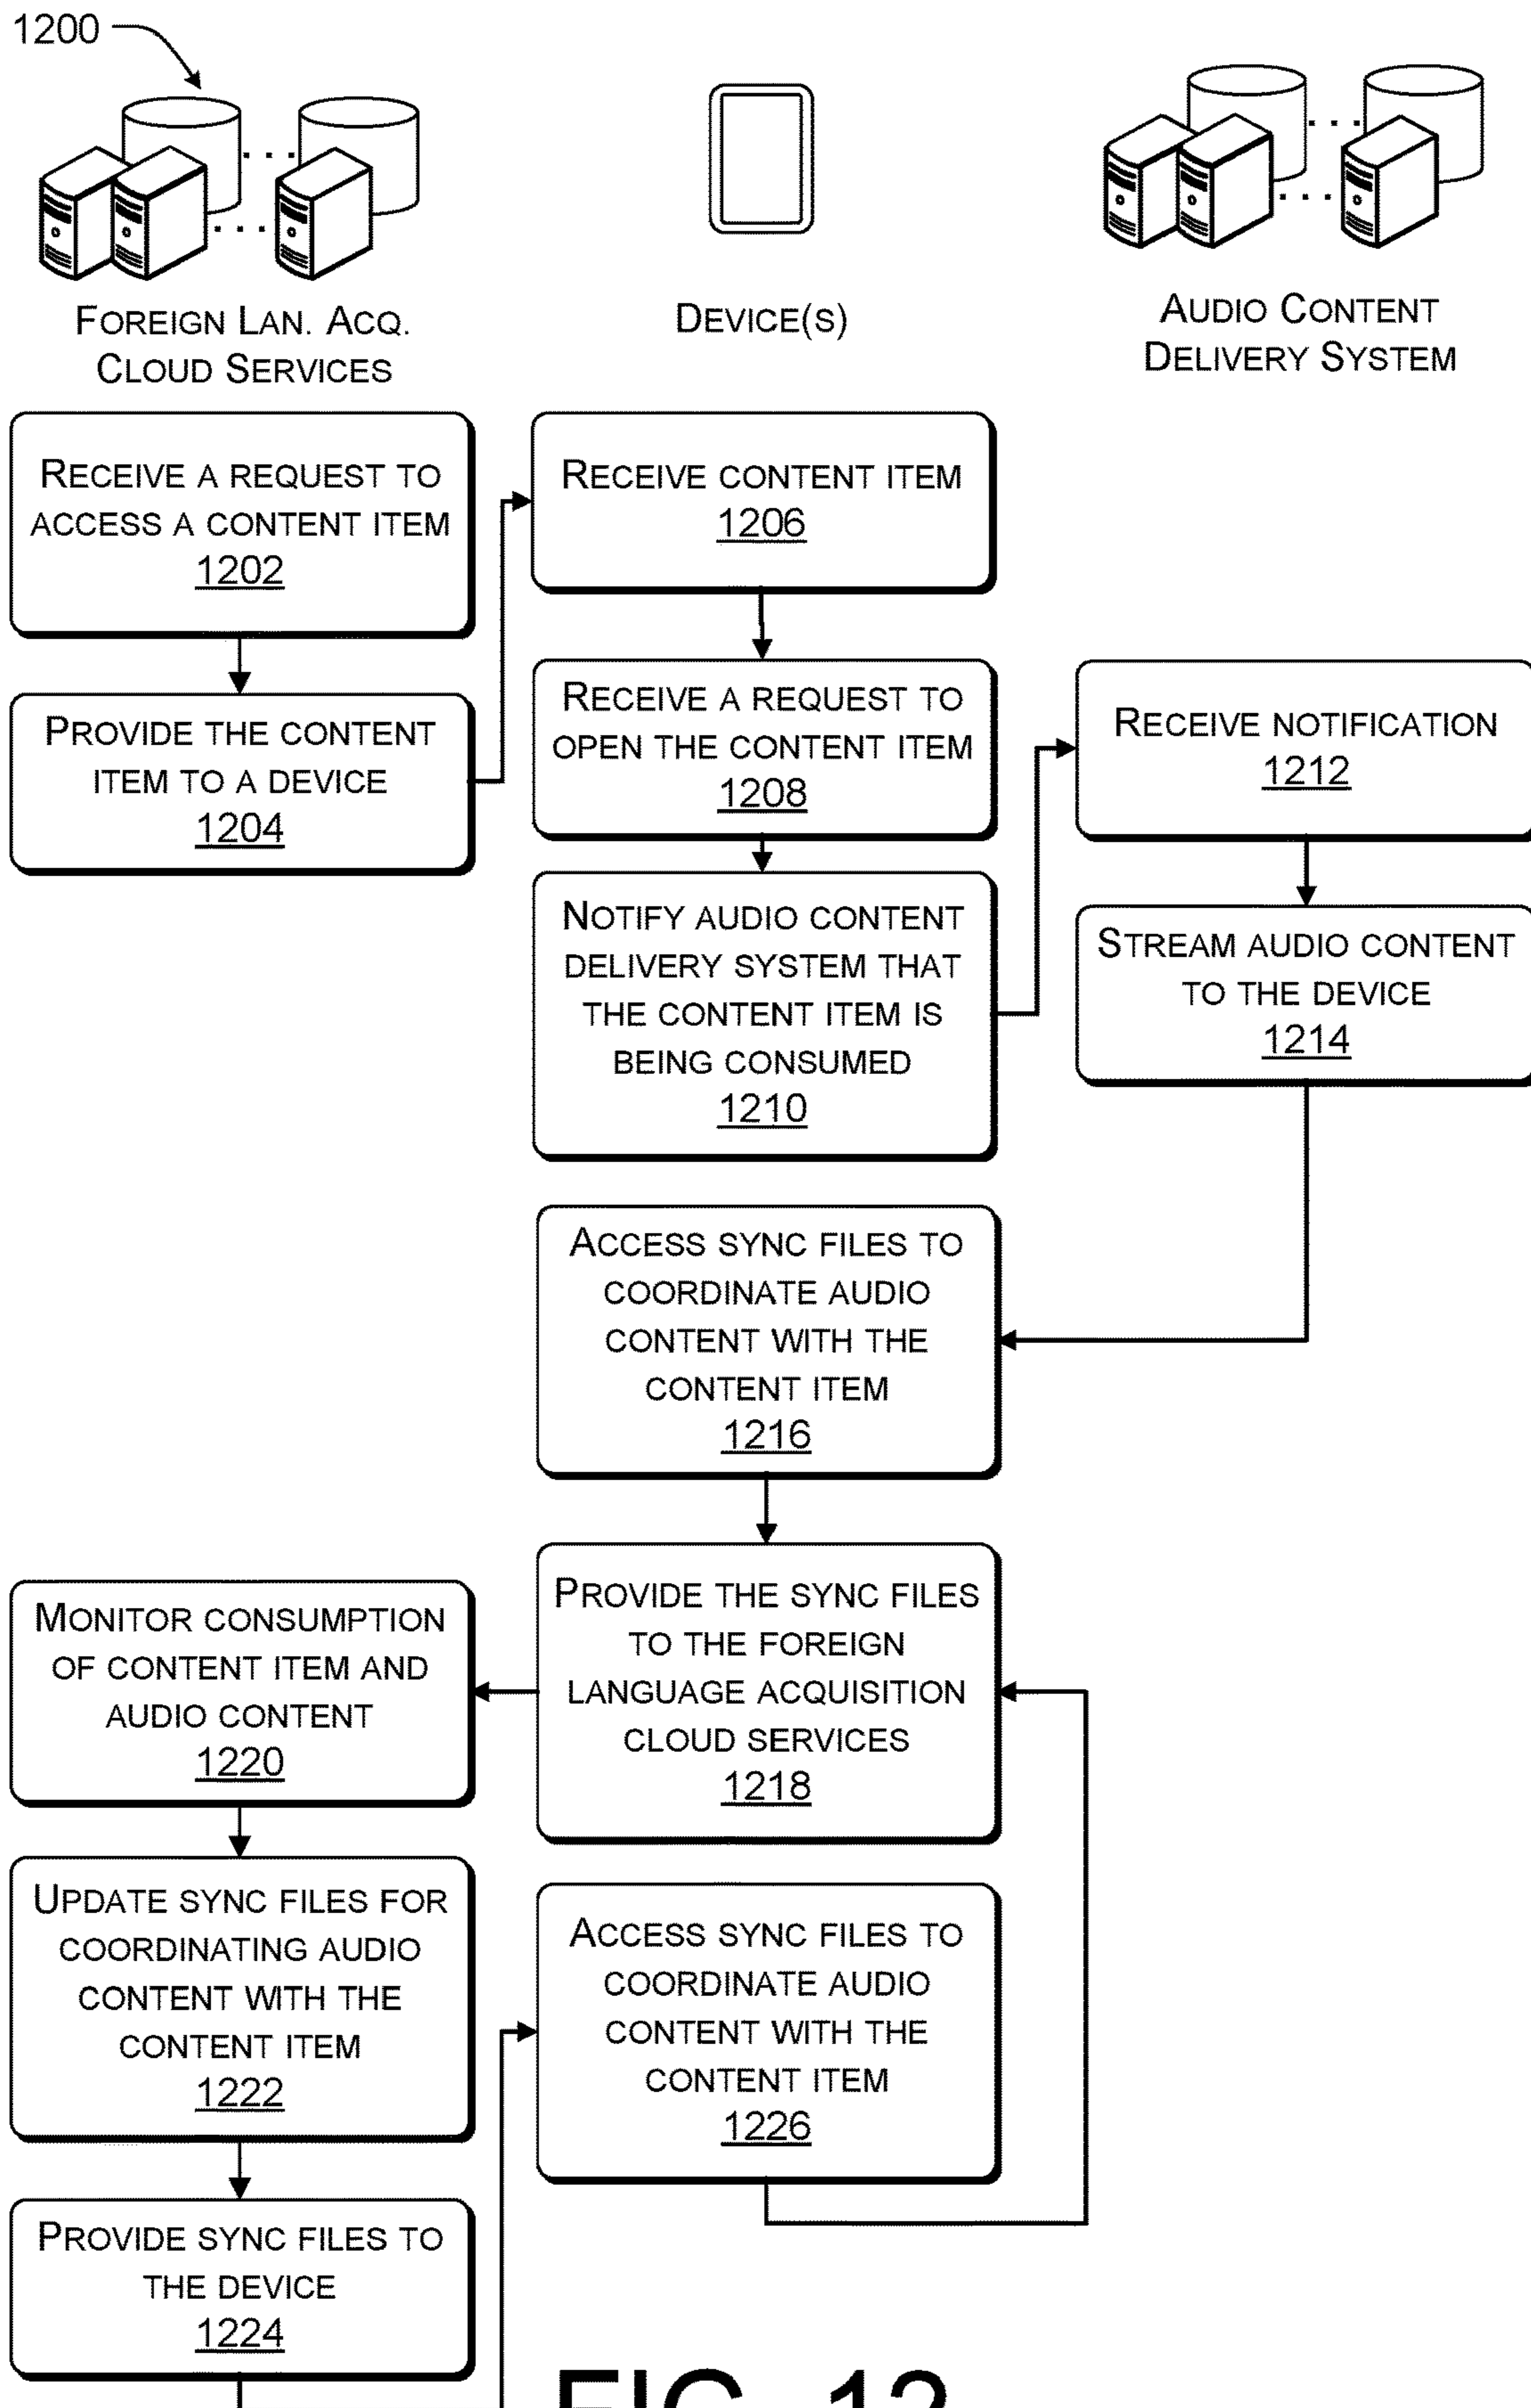 1200
FOREIGN LAN. ACQ.
CLOUD SERVICES
DEVICE(S)
AUDIO CONTENT
DELIVERY SYSTEM
RECEIVE A REQUEST TO
ACCESS A CONTENT ITEM
1202
PROVIDE THE CONTENT
ITEM TO A DEVICE
1204
RECEIVE CONTENT ITEM
1206
RECEIVE A REQUEST TO
OPEN THE CONTENT ITEM
1208
NOTIFY AUDIO CONTENT
DELIVERY SYSTEM THAT
THE CONTENT ITEM IS
BEING CONSUMED
1210
RECEIVE NOTIFICATION
1212
STREAM AUDIO CONTENT
TO THE DEVICE
1214
ACCESS SYNC FILES TO
COORDINATE AUDIO
CONTENT WITH THE
CONTENT ITEM
1216
PROVIDE THE SYNC FILES
TO THE FOREIGN
LANGUAGE ACQUISITION
CLOUD SERVICES
1218
MONITOR CONSUMPTION
OF CONTENT ITEM AND
AUDIO CONTENT
1220
UPDATE SYNC FILES FOR
COORDINATING AUDIO
CONTENT WITH THE
CONTENT ITEM
1222
PROVIDE SYNC FILES TO
THE DEVICE
1224
ACCESS SYNC FILES TO
COORDINATE AUDIO
CONTENT WITH THE
CONTENT ITEM
1226
FIG. 12